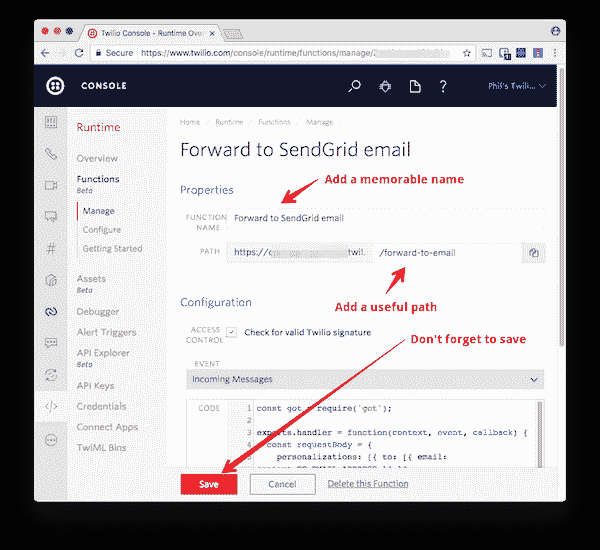 Twilio Console - Runtime Over
Secure https://www.twilio.com/console/runtime/functions/manage/
CONSOLE
Phil's Twili...
Runtime
Overview
Functions
Beta
Manage
Configure
Getting Started
Assets
Beta
Debugger
Alert Triggers
API Explorer
Beta
API Keys
Credentials
Connect Apps
TwiML Bins
Home / Runtime / Functions / Manage /
Forward to SendGrid email
Add a memorable name
Properties
FUNCTION NAME
Forward to SendGrid email
PATH
https:// twil.
/forward-to-email
Add a useful path
Configuration
ACCESS CONTROL
Check for valid Twilio signature
Don't forget to save
EVENT
Incoming Messages
CODE
1 const got = require('got');
2
3 exports.handler = function(context, event, callback) {
4 const requestBody = {
5 personalizations: [{ to: [{ email:
Save
Cancel
Delete this Function